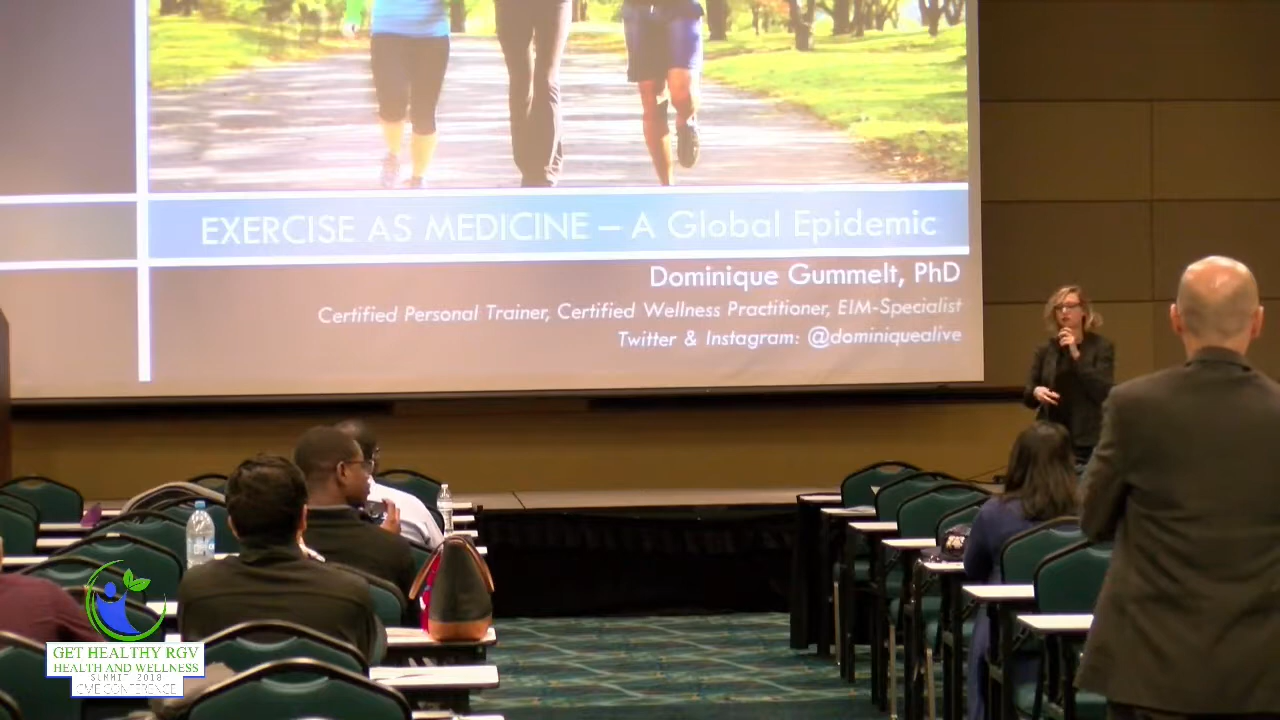 EXERCISE AS MEDICINE – A Global Epidemic
Dominique Gummelt, PhD
Certified Personal Trainer, Certified Wellness Practitioner, EIM-Specialist
Twitter & Instagram: @dominiquealive
GET HEALTHY RGV
HEALTH AND WELLNESS
SUMMIT 2018
CME CONFERENCE